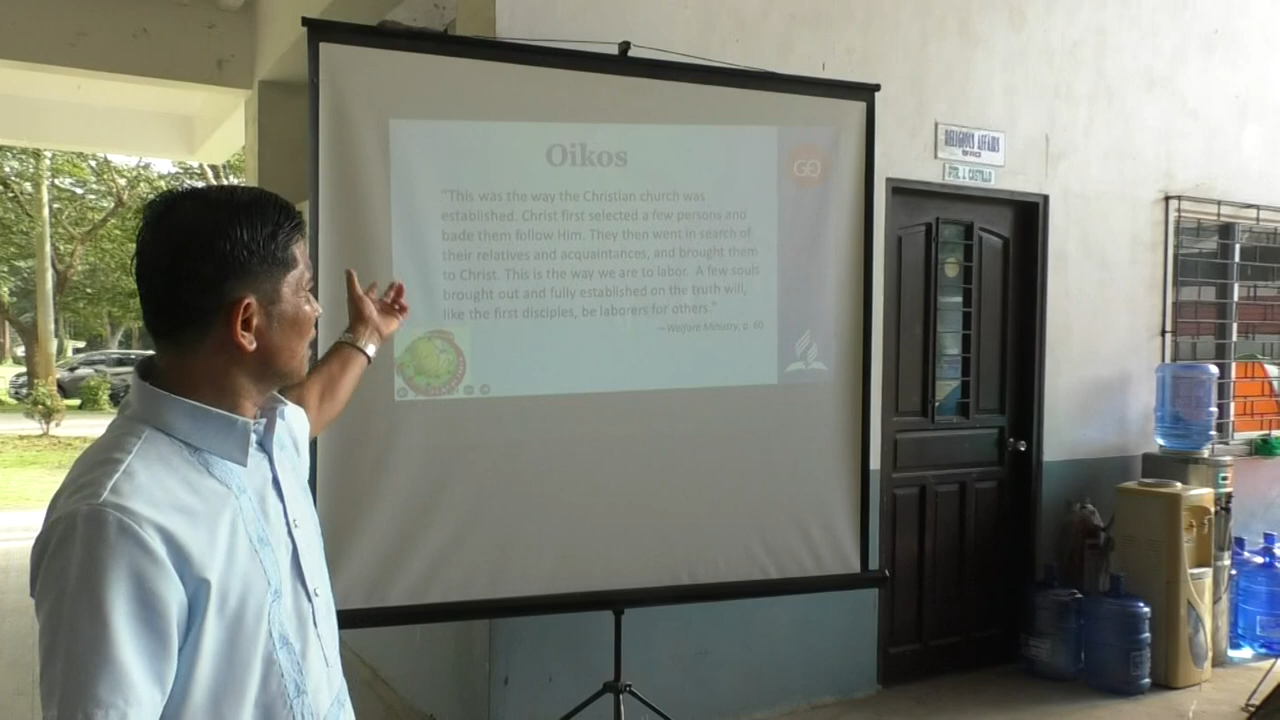 Oikos
"This was the way the Christian church was
established. Christ first selected a few persons and
bade them follow Him. They then went in search of
their relatives and acquaintances, and brought them
to Christ. This is the way we are to labor. A few souls
brought out and fully established on the truth will,
like the first disciples, be laborers for others."
– Welfare Ministry, p. 60
RELIGIOUS AFFAIRS
OFFICE
PTR. J. CASTILLO